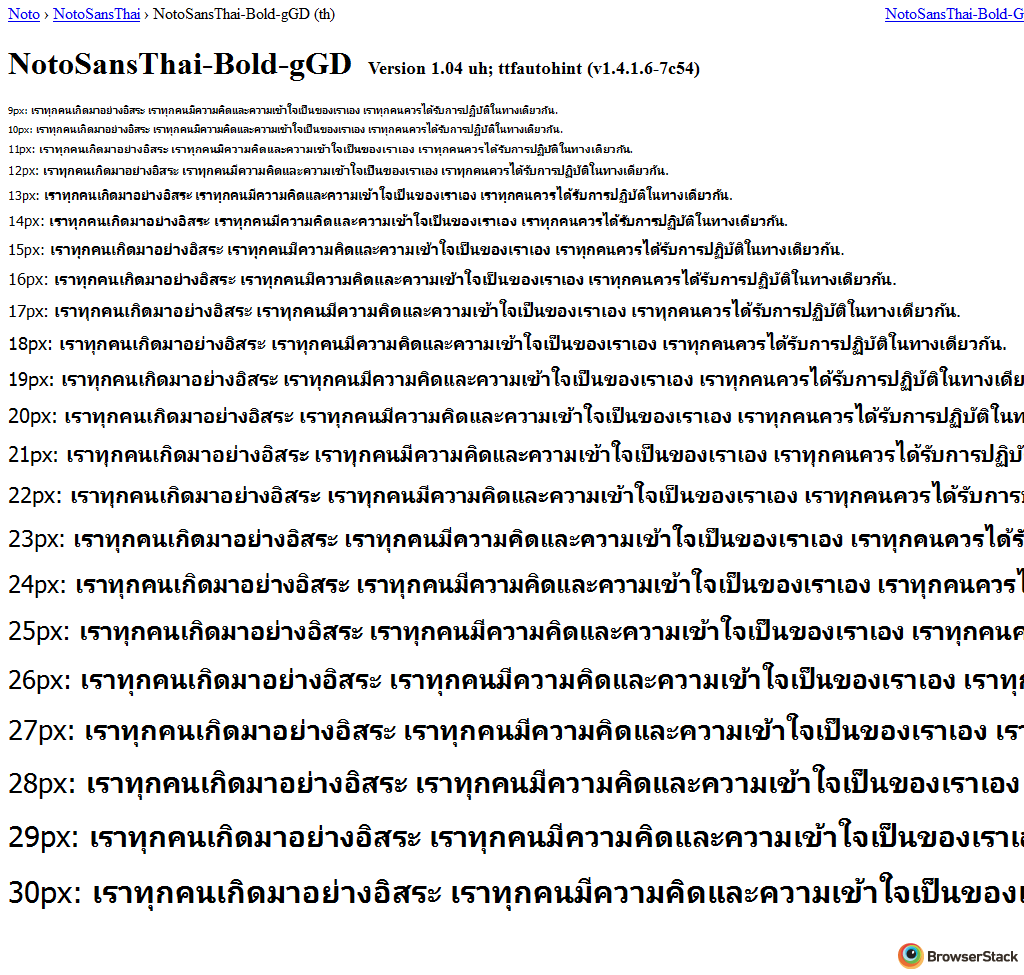 Noto › NotoSansThai › NotoSansThai-Bold-gGD (th) NotoSansThai-Bold-G
NotoSansThai-Bold-gGD Version 1.04 uh; ttfautohint (v1.4.1.6-7c54)
9px: เราทุกคนเกิดมาอย่างอิสระ เราทุกคนมีความคิดและความเข้าใจเป็นของเราเอง เราทุกคนควรได้รับการปฏิบัติในทางเดียวกัน.
10px: เราทุกคนเกิดมาอย่างอิสระ เราทุกคนมีความคิดและความเข้าใจเป็นของเราเอง เราทุกคนควรได้รับการปฏิบัติในทางเดียวกัน.
11px: เราทุกคนเกิดมาอย่างอิสระ เราทุกคนมีความคิดและความเข้าใจเป็นของเราเอง เราทุกคนควรได้รับการปฏิบัติในทางเดียวกัน.
12px: เราทุกคนเกิดมาอย่างอิสระ เราทุกคนมีความคิดและความเข้าใจเป็นของเราเอง เราทุกคนควรได้รับการปฏิบัติในทางเดียวกัน.
13px: เราทุกคนเกิดมาอย่างอิสระ เราทุกคนมีความคิดและความเข้าใจเป็นของเราเอง เราทุกคนควรได้รับการปฏิบัติในทางเดียวกัน.
14px: เราทุกคนเกิดมาอย่างอิสระ เราทุกคนมีความคิดและความเข้าใจเป็นของเราเอง เราทุกคนควรได้รับการปฏิบัติในทางเดียวกัน.
15px: เราทุกคนเกิดมาอย่างอิสระ เราทุกคนมีความคิดและความเข้าใจเป็นของเราเอง เราทุกคนควรได้รับการปฏิบัติในทางเดียวกัน.
16px: เราทุกคนเกิดมาอย่างอิสระ เราทุกคนมีความคิดและความเข้าใจเป็นของเราเอง เราทุกคนควรได้รับการปฏิบัติในทางเดียวกัน.
17px: เราทุกคนเกิดมาอย่างอิสระ เราทุกคนมีความคิดและความเข้าใจเป็นของเราเอง เราทุกคนควรได้รับการปฏิบัติในทางเดียวกัน.
18px: เราทุกคนเกิดมาอย่างอิสระ เราทุกคนมีความคิดและความเข้าใจเป็นของเราเอง เราทุกคนควรได้รับการปฏิบัติในทางเดียวกัน.
19px: เราทุกคนเกิดมาอย่างอิสระ เราทุกคนมีความคิดและความเข้าใจเป็นของเราเอง เราทุกคนควรได้รับการปฏิบัติในทางเดีย
20px: เราทุกคนเกิดมาอย่างอิสระ เราทุกคนมีความคิดและความเข้าใจเป็นของเราเอง เราทุกคนควรได้รับการปฏิบัติในท
21px: เราทุกคนเกิดมาอย่างอิสระ เราทุกคนมีความคิดและความเข้าใจเป็นของเราเอง เราทุกคนควรได้รับการปฏิบั
22px: เราทุกคนเกิดมาอย่างอิสระ เราทุกคนมีความคิดและความเข้าใจเป็นของเราเอง เราทุกคนควรได้รับการ
23px: เราทุกคนเกิดมาอย่างอิสระ เราทุกคนมีความคิดและความเข้าใจเป็นของเราเอง เราทุกคนควรได้รั
24px: เราทุกคนเกิดมาอย่างอิสระ เราทุกคนมีความคิดและความเข้าใจเป็นของเราเอง เราทุกคนควรไ
25px: เราทุกคนเกิดมาอย่างอิสระ เราทุกคนมีความคิดและความเข้าใจเป็นของเราเอง เราทุกคนค
26px: เราทุกคนเกิดมาอย่างอิสระ เราทุกคนมีความคิดและความเข้าใจเป็นของเราเอง เราทุก
27px: เราทุกคนเกิดมาอย่างอิสระ เราทุกคนมีความคิดและความเข้าใจเป็นของเราเอง เรา
28px: เราทุกคนเกิดมาอย่างอิสระ เราทุกคนมีความคิดและความเข้าใจเป็นของเราเอง
29px: เราทุกคนเกิดมาอย่างอิสระ เราทุกคนมีความคิดและความเข้าใจเป็นของเราเอ
30px: เราทุกคนเกิดมาอย่างอิสระ เราทุกคนมีความคิดและความเข้าใจเป็นของเ
BrowserStack